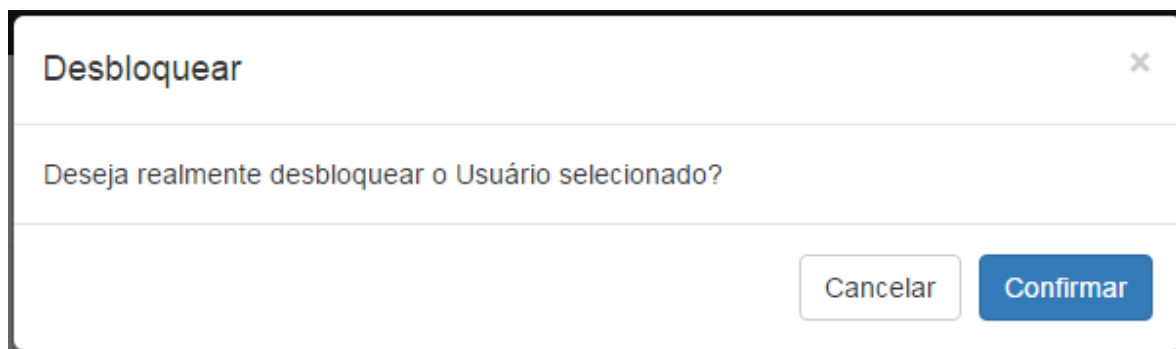 Desbloquear ×
Deseja realmente desbloquear o Usuário selecionado?
Cancelar Confirmar